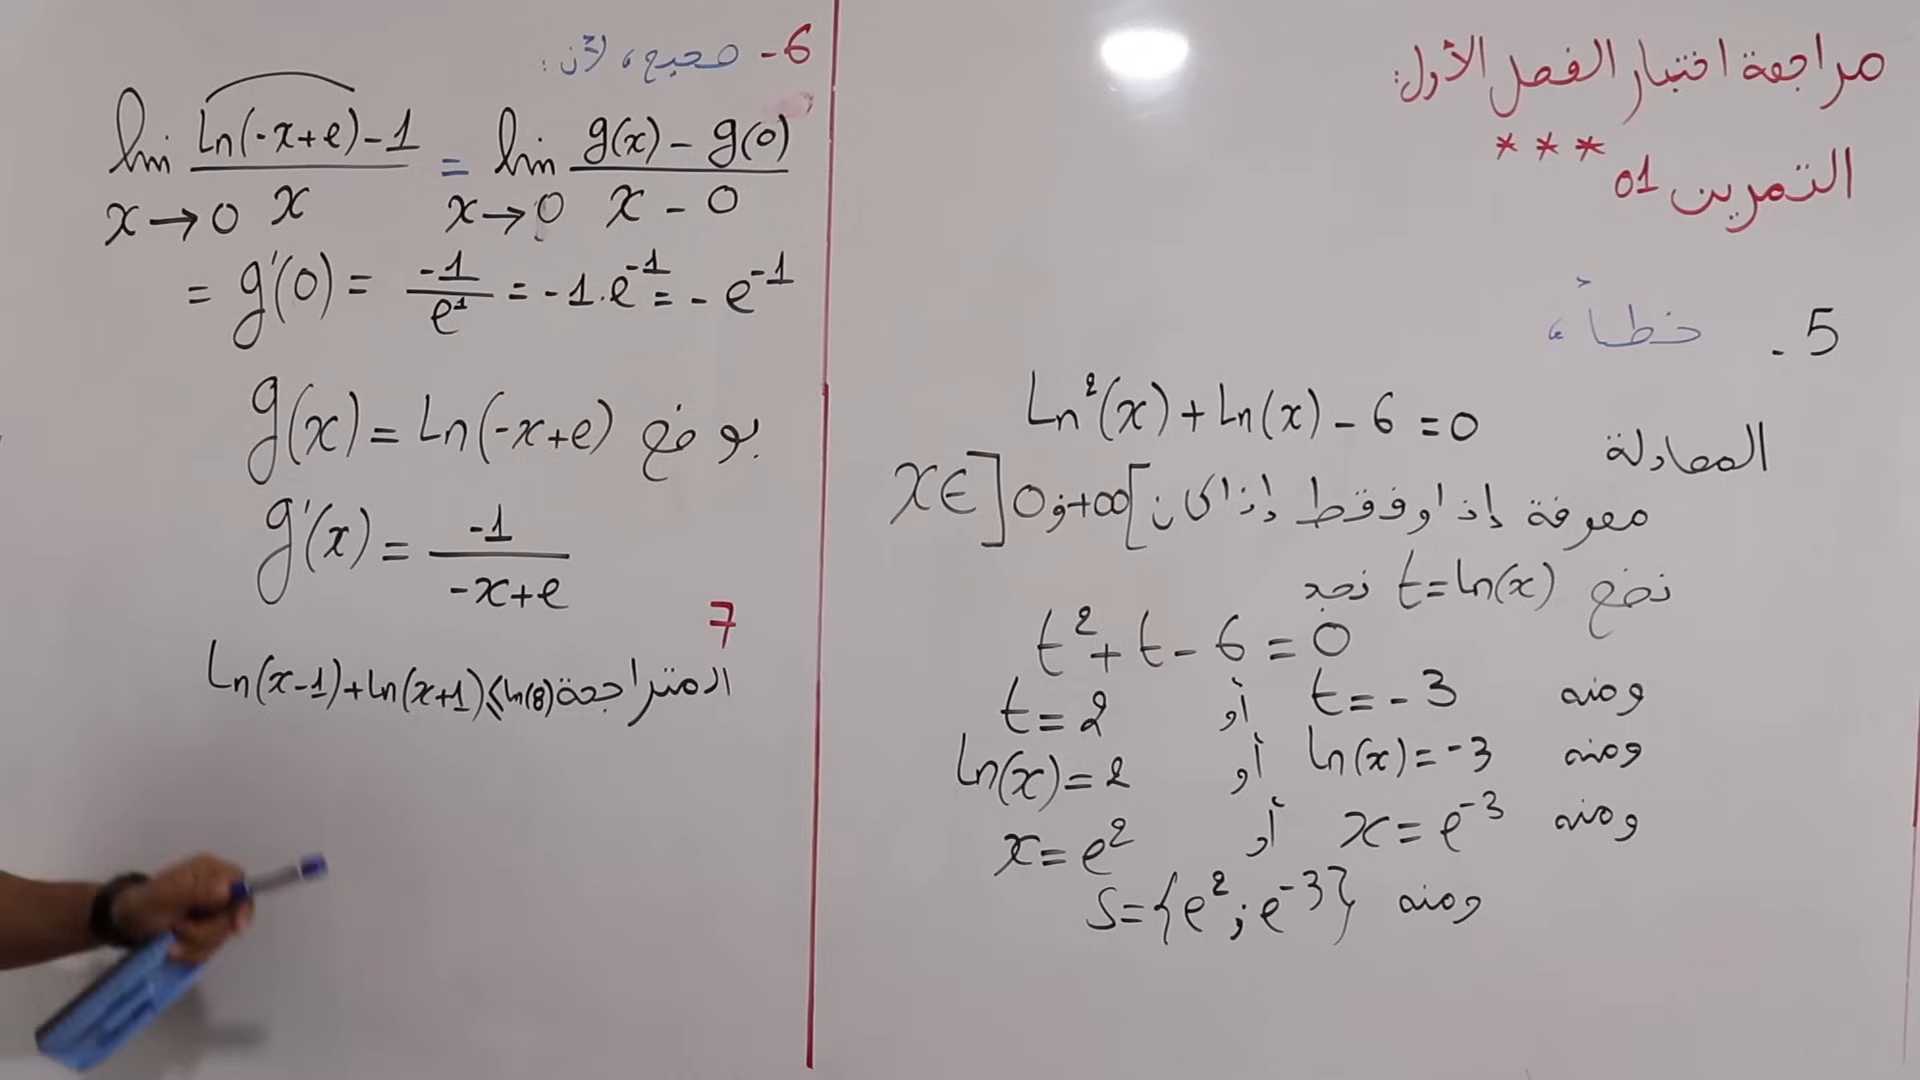 مراجعة اختبار الفصل الأول:
التمرين 01 ***
5. خطأ،
المعادلة Ln²(x) + Ln(x) - 6 = 0
معرفة إذا وفقط إذا كان x ∈ ]0;+∞[
نضع t = ln(x) نجد
t² + t - 6 = 0
ومنه t = -3 أو t = 2
ومنه ln(x) = -3 أو ln(x) = 2
ومنه x = e⁻³ أو x = e²
ومنه S = {e² ; e⁻³}
6- صحيح، لأن:
lim x→0 (Ln(-x+e) - 1)/x = lim x→0 (g(x) - g(0))/(x - 0)
= g'(0) = -1/e¹ = -1.e⁻¹ = -e⁻¹
بوضع g(x) = Ln(-x+e)
g'(x) = -1/(-x+e)
7
المتراجحة Ln(x-1) + Ln(x+1) ≤ ln(8)